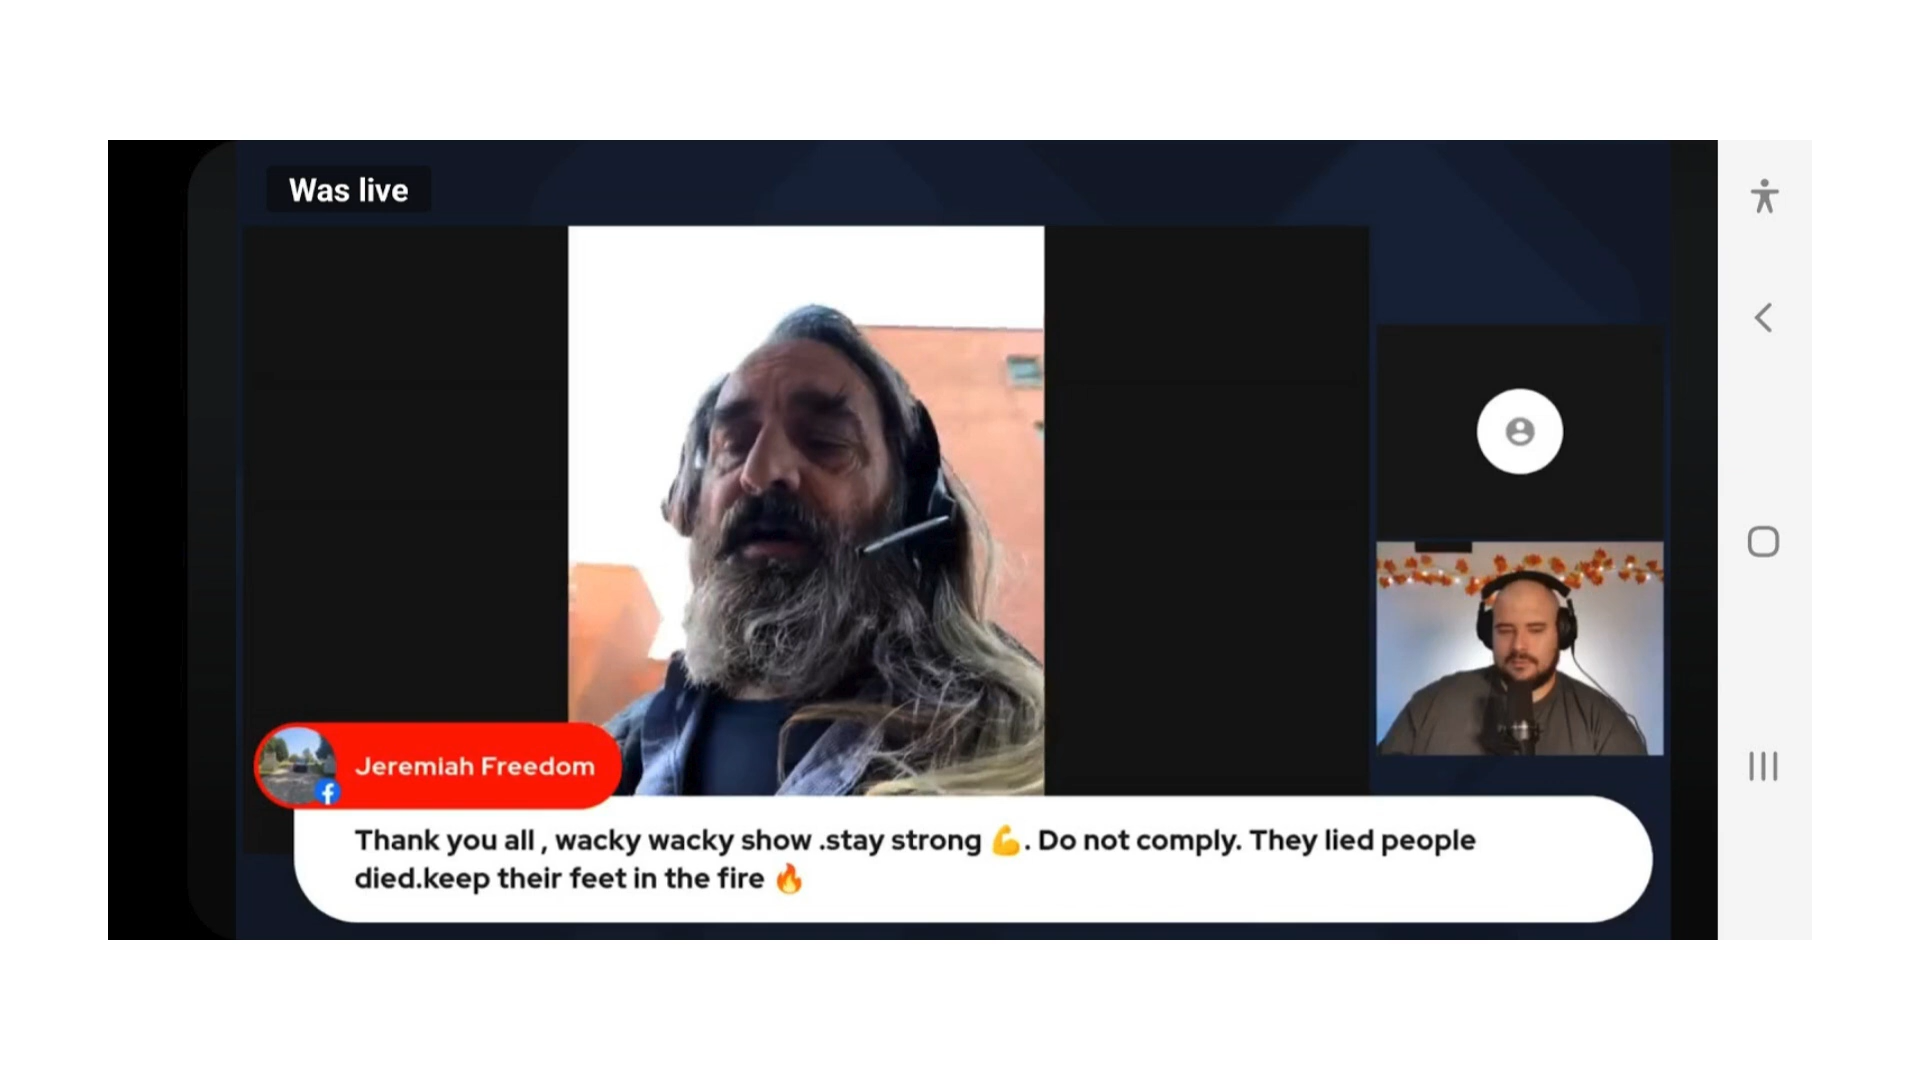 Was live
Jeremiah Freedom
Thank you all , wacky wacky show .stay strong 💪. Do not comply. They lied people
died.keep their feet in the fire 🔥